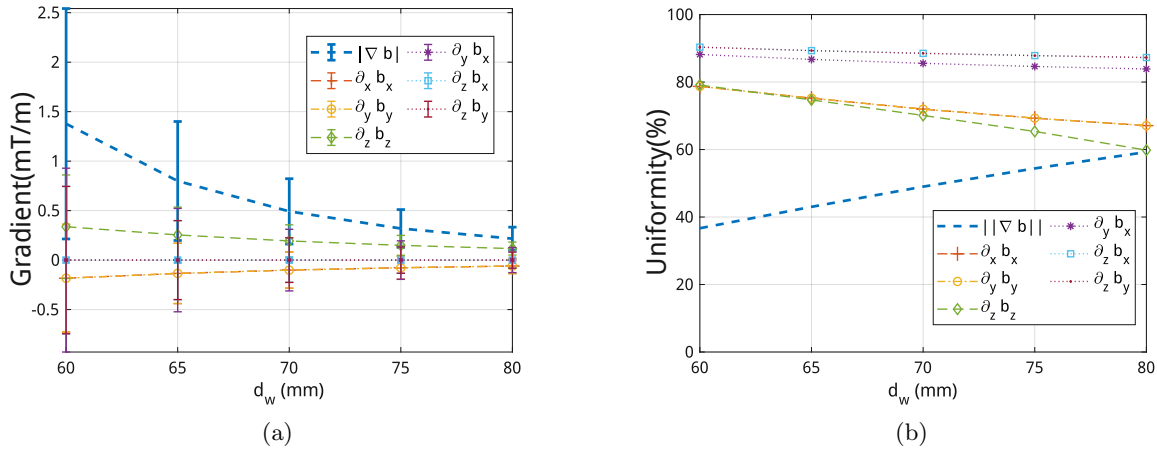 2.5
2
1.5
1
0.5
0
-0.5
60
65
70
75
80
Gradient(mT/m)
d_w (mm)
|∇ b|
∂_x b_x
∂_y b_y
∂_z b_z
∂_y b_x
∂_z b_x
∂_z b_y
(a)
100
80
60
40
20
0
60
65
70
75
80
Uniformity(%)
d_w (mm)
||∇ b||
∂_x b_x
∂_y b_y
∂_z b_z
∂_y b_x
∂_z b_x
∂_z b_y
(b)